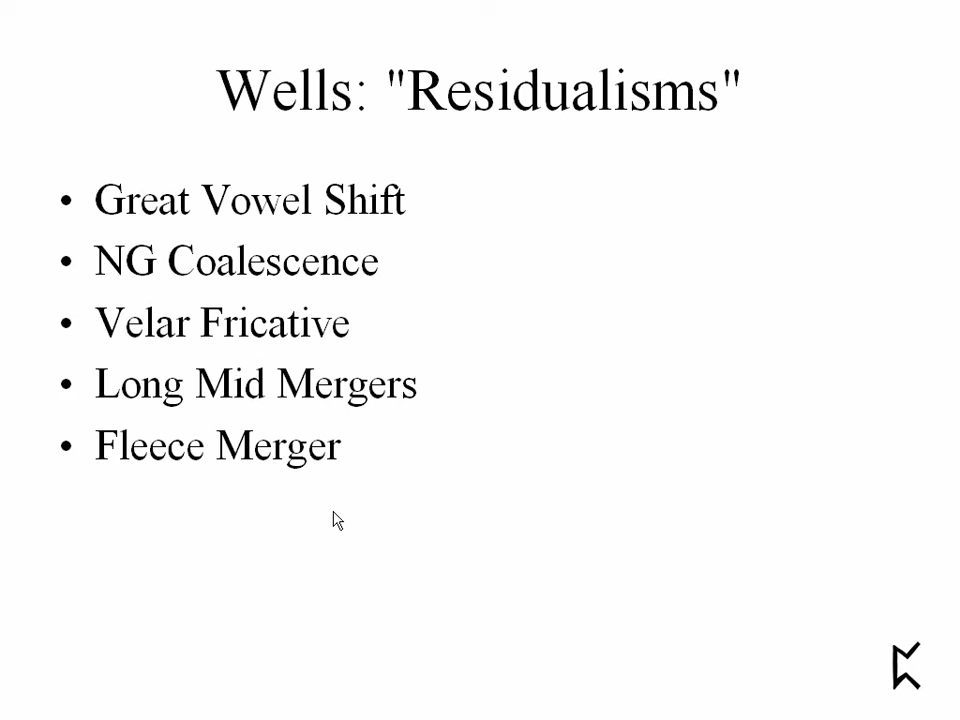 Wells: "Residualisms"
• Great Vowel Shift
• NG Coalescence
• Velar Fricative
• Long Mid Mergers
• Fleece Merger